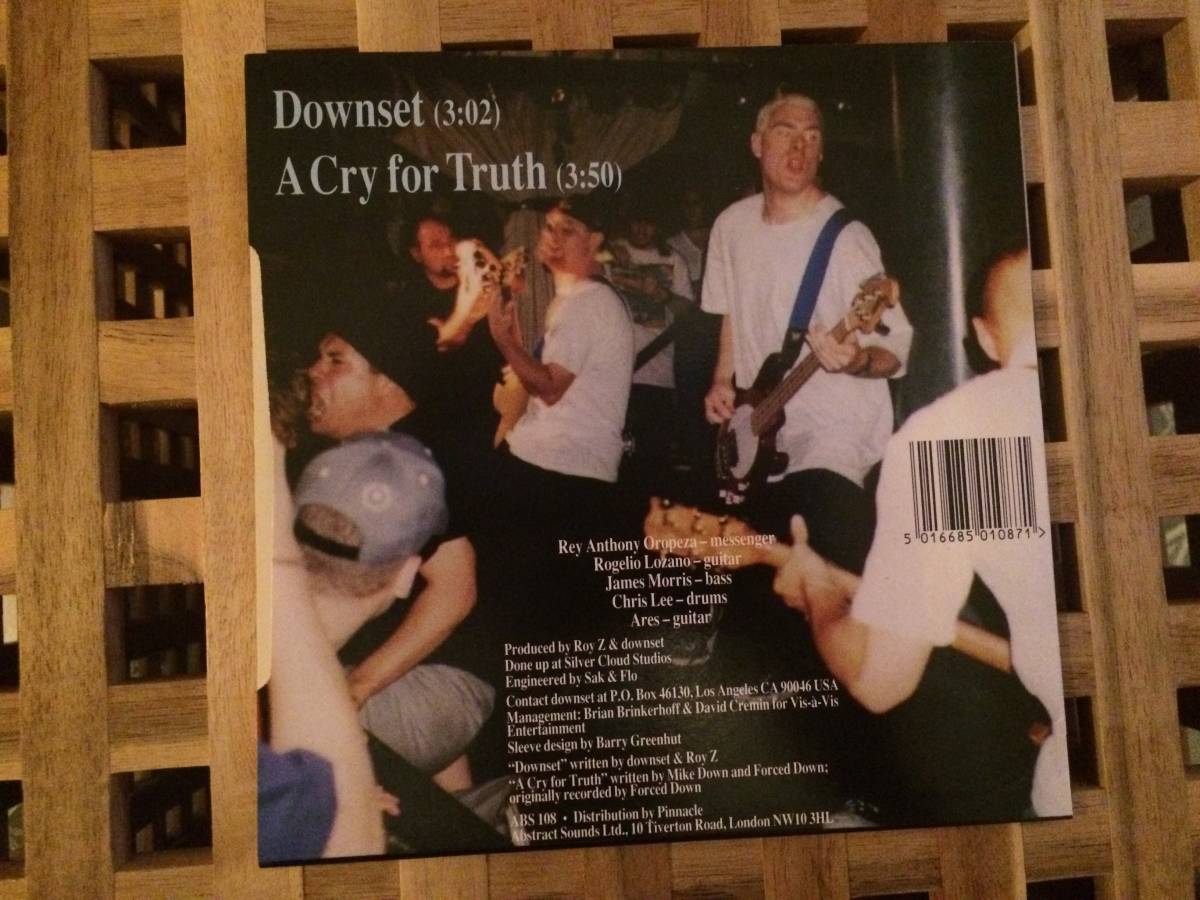 Downset (3:02)
A Cry for Truth (3:50)
5 016685 010871 >
Rey Anthony Oropeza – messenger
Rogelio Lozano – guitar
James Morris – bass
Chris Lee – drums
Ares – guitar
Produced by Roy Z & downset
Done up at Silver Cloud Studios
Engineered by Sak & Flo
Contact downset at P.O. Box 46130, Los Angeles CA 90046 USA
Management: Brian Brinkerhoff & David Cremin for Vis-à-Vis
Entertainment
Sleeve design by Barry Greenhut
“Downset” written by downset & Roy Z
“A Cry for Truth” written by Mike Down and Forced Down;
originally recorded by Forced Down
ABS 108 • Distribution by Pinnacle
Abstract Sounds Ltd., 10 Tiverton Road, London NW10 3HL